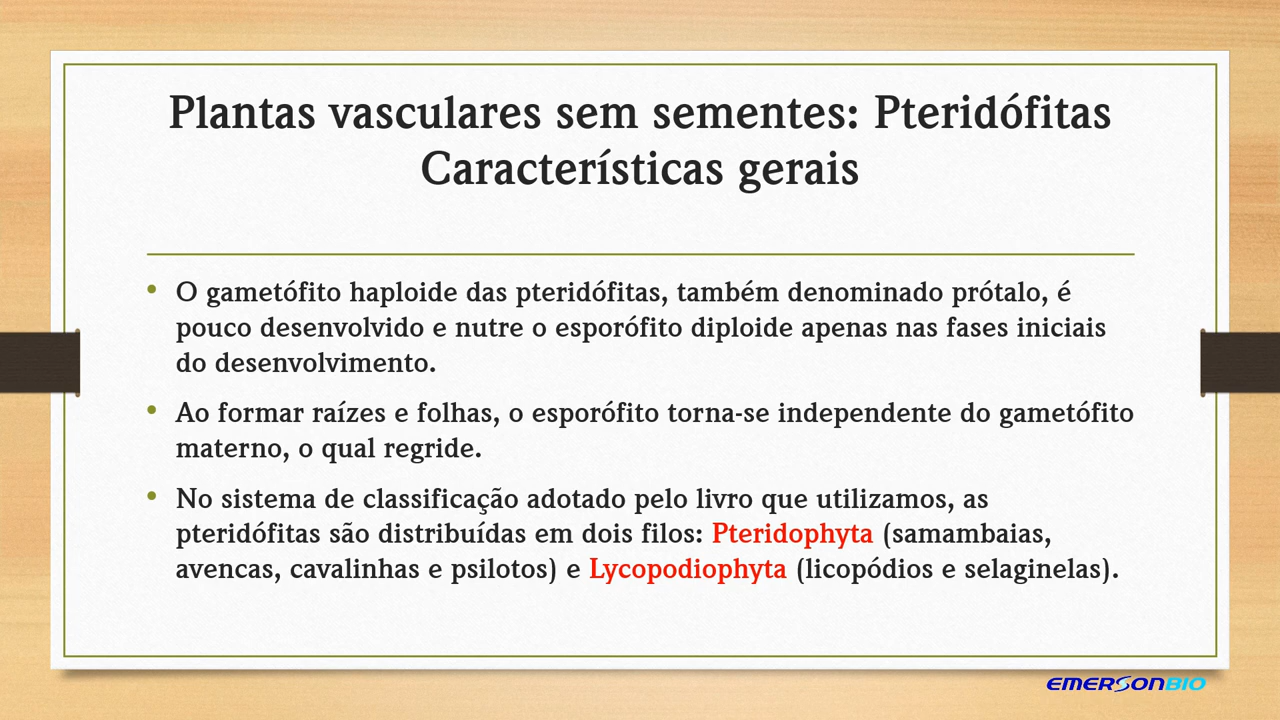 Plantas vasculares sem sementes: Pteridófitas
Características gerais
• O gametófito haploide das pteridófitas, também denominado prótalo, é
pouco desenvolvido e nutre o esporófito diploide apenas nas fases iniciais
do desenvolvimento.
• Ao formar raízes e folhas, o esporófito torna-se independente do gametófito
materno, o qual regride.
• No sistema de classificação adotado pelo livro que utilizamos, as
pteridófitas são distribuídas em dois filos: Pteridophyta (samambaias,
avencas, cavalinhas e psilotos) e Lycopodiophyta (licopódios e selaginelas).
EMERSONBIO